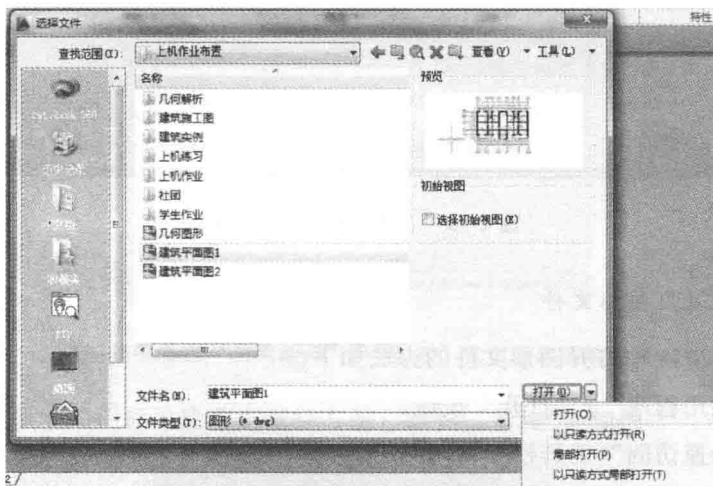 选择文件
特性
查找范围(I):
上机作业布置
查看(V)
工具(L)
名称
预览
几何解析
建筑施工图
建筑实例
上机练习
上机作业
社团
学生作业
几何图形
建筑平面图1
建筑平面图2
初始视图
选择初始视图(E)
文件名(N):
建筑平面图1
打开(O)
文件类型(T):
图形 (*.dwg)
打开(O)
以只读方式打开(R)
局部打开(P)
以只读方式局部打开(T)